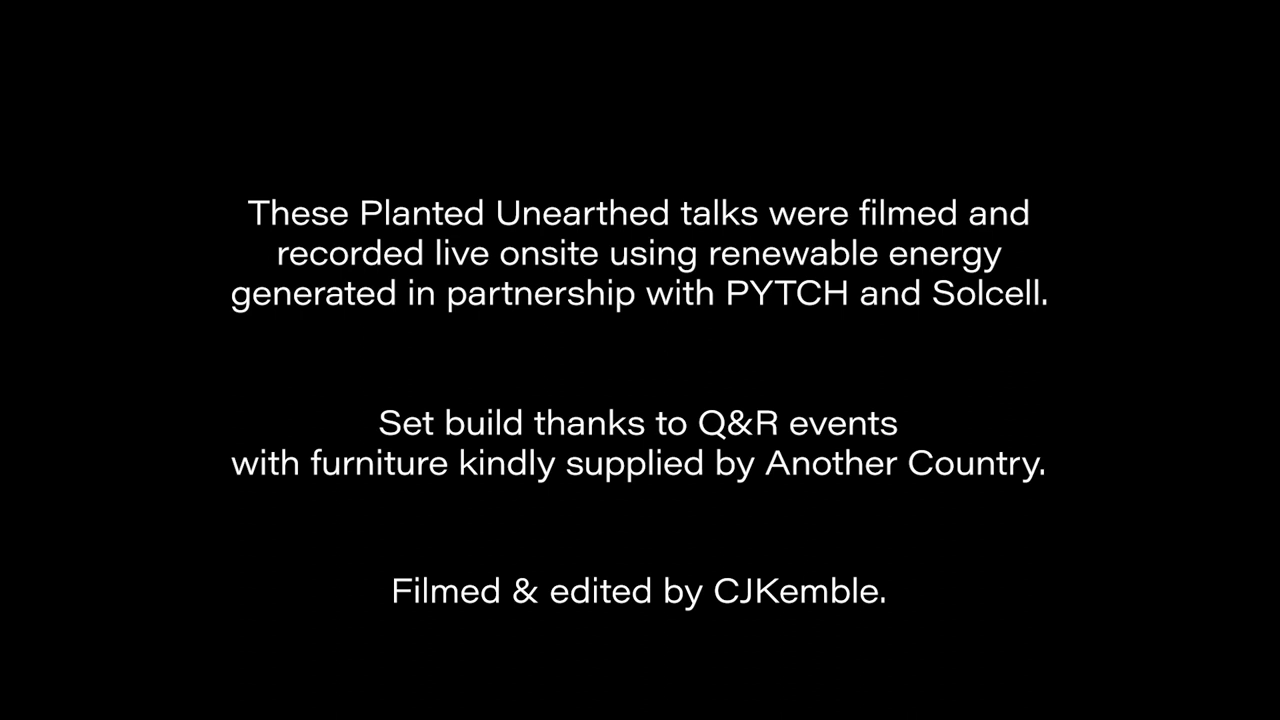 These Planted Unearthed talks were filmed and
recorded live onsite using renewable energy
generated in partnership with PYTCH and Solcell.
Set build thanks to Q&R events
with furniture kindly supplied by Another Country.
Filmed & edited by CJKemble.